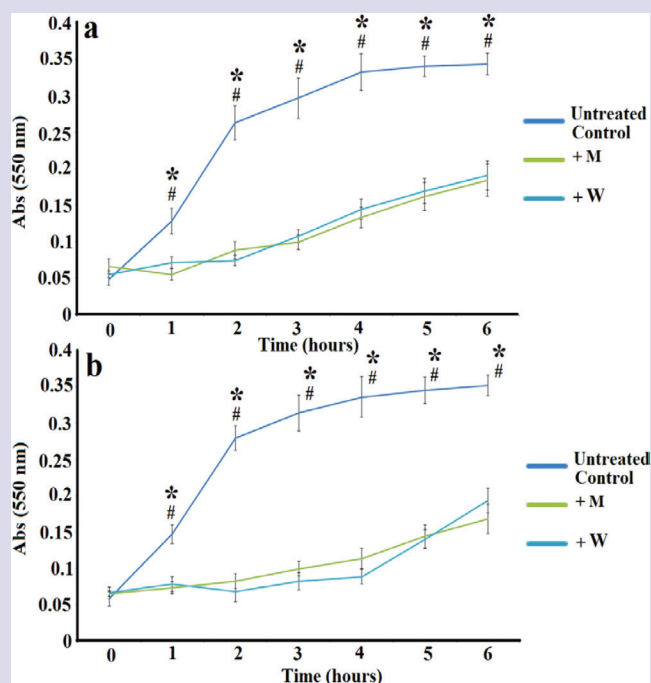 a
0.4
0.35
0.3
0.25
0.2
0.15
0.1
0.05
0
Abs (550 nm)
* * * * * *
# # # # # #
0 1 2 3 4 5 6
Time (hours)
Untreated
Control
+ M
+ W
b
0.4
0.35
0.3
0.25
0.2
0.15
0.1
0.05
0
Abs (550 nm)
* * * * * *
# # # # # #
0 1 2 3 4 5 6
Time (hours)
Untreated
Control
+ M
+ W